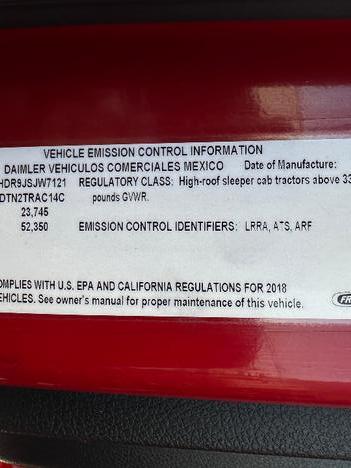 VEHICLE EMISSION CONTROL INFORMATION
DAIMLER VEHICULOS COMERCIALES MEXICO Date of Manufacture:
HDR9JSJW7121 REGULATORY CLASS: High-roof sleeper cab tractors above 33
DTN2TRAC14C pounds GVWR.
23,745
52,350 EMISSION CONTROL IDENTIFIERS: LRRA, ATS, ARF
OMPLIES WITH U.S. EPA AND CALIFORNIA REGULATIONS FOR 2018
EHICLES. See owner's manual for proper maintenance of this vehicle.
FR